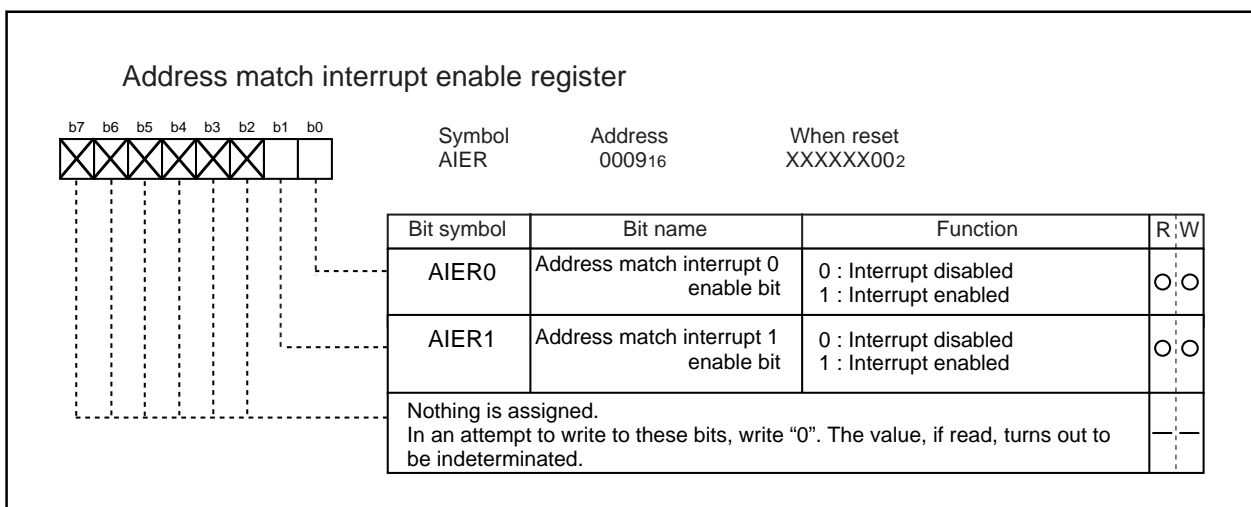 Address match interrupt enable register
b7 b6 b5 b4 b3 b2 b1 b0
Symbol Address When reset
AIER 000916 XXXXXX002
Bit symbol Bit name Function R W
AIER0 Address match interrupt 0 enable bit 0 : Interrupt disabled
1 : Interrupt enabled
AIER1 Address match interrupt 1 enable bit 0 : Interrupt disabled
1 : Interrupt enabled
Nothing is assigned.
In an attempt to write to these bits, write “0”. The value, if read, turns out to
be indeterminated.